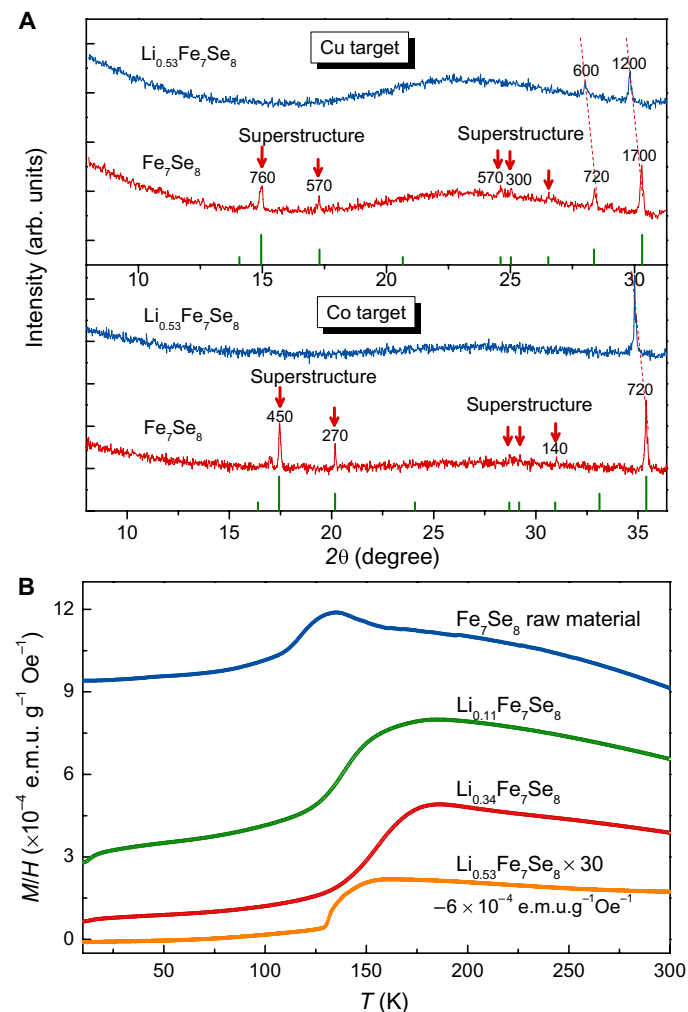 A
Li0.53Fe7Se8
Cu target
600
1200
Superstructure
Superstructure
Fe7Se8
760
570
570
300
720
1700
10 15 20 25 30
Li0.53Fe7Se8
Co target
Superstructure
Superstructure
Fe7Se8
450
270
140
720
10 15 20 25 30 35
2θ (degree)
Intensity (arb. units)
B
Fe7Se8 raw material
Li0.11Fe7Se8
Li0.34Fe7Se8
Li0.53Fe7Se8 × 30
−6 × 10−4 e.m.u.g−1Oe−1
12
9
6
3
0
50 100 150 200 250 300
T (K)
M/H (×10−4 e.m.u. g−1 Oe−1)